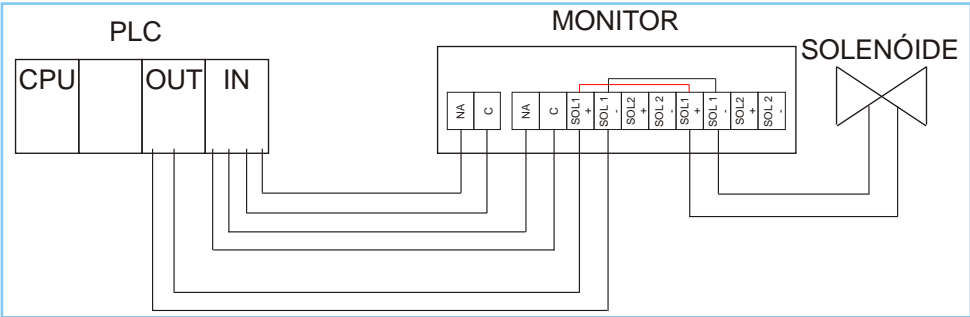 PLC
MONITOR
SOLENÓIDE
CPU
OUT
IN
NA
C
NA
C
SOL1 +
SOL 1 -
SOL2 +
SOL 2 -
SOL1 +
SOL 1 -
SOL2 +
SOL 2 -